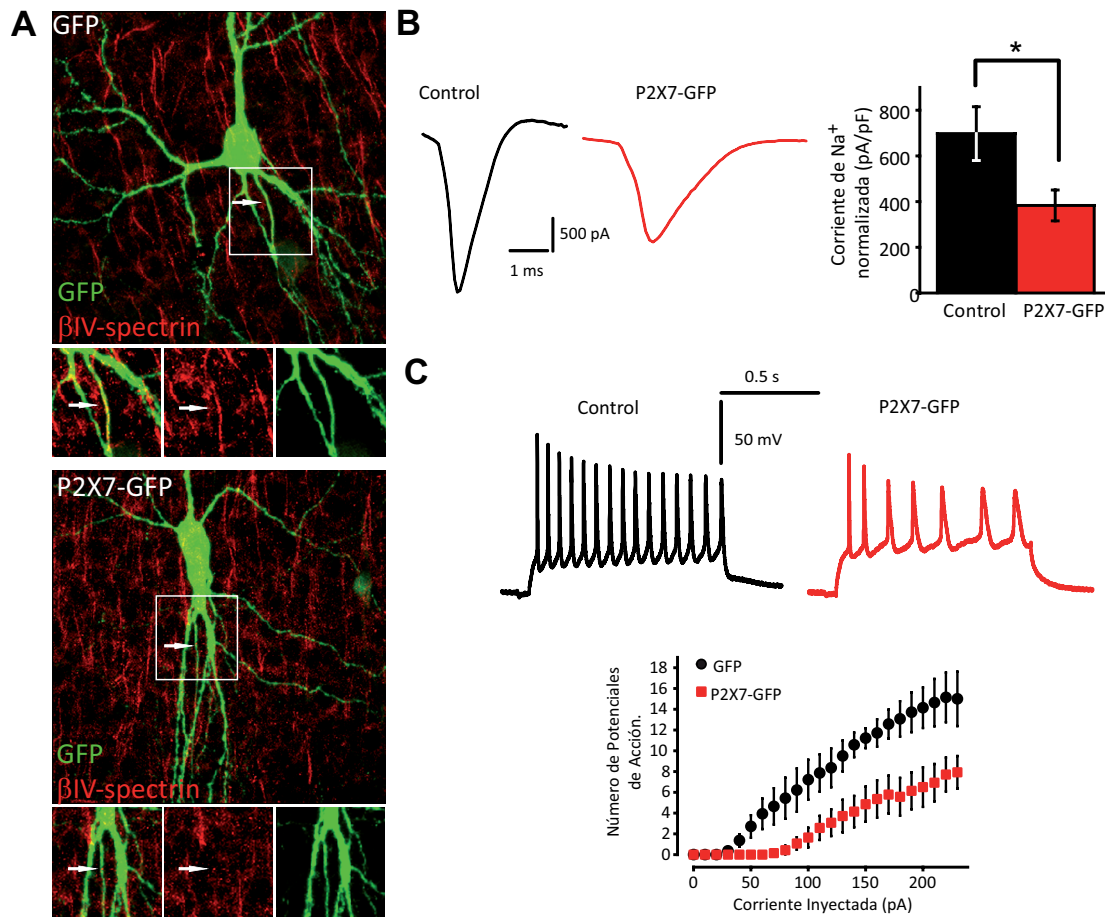 A
GFP
GFP
βIV-spectrin
P2X7-GFP
GFP
βIV-spectrin
B
Control
P2X7-GFP
500 pA
1 ms
*
Corriente de Na+
normalizada (pA/pF)
800
600
400
200
0
Control
P2X7-GFP
C
0.5 s
Control
P2X7-GFP
50 mV
GFP
P2X7-GFP
Número de Potenciales
de Acción.
18
16
14
12
10
8
6
4
2
0
0
50
100
150
200
Corriente Inyectada (pA)